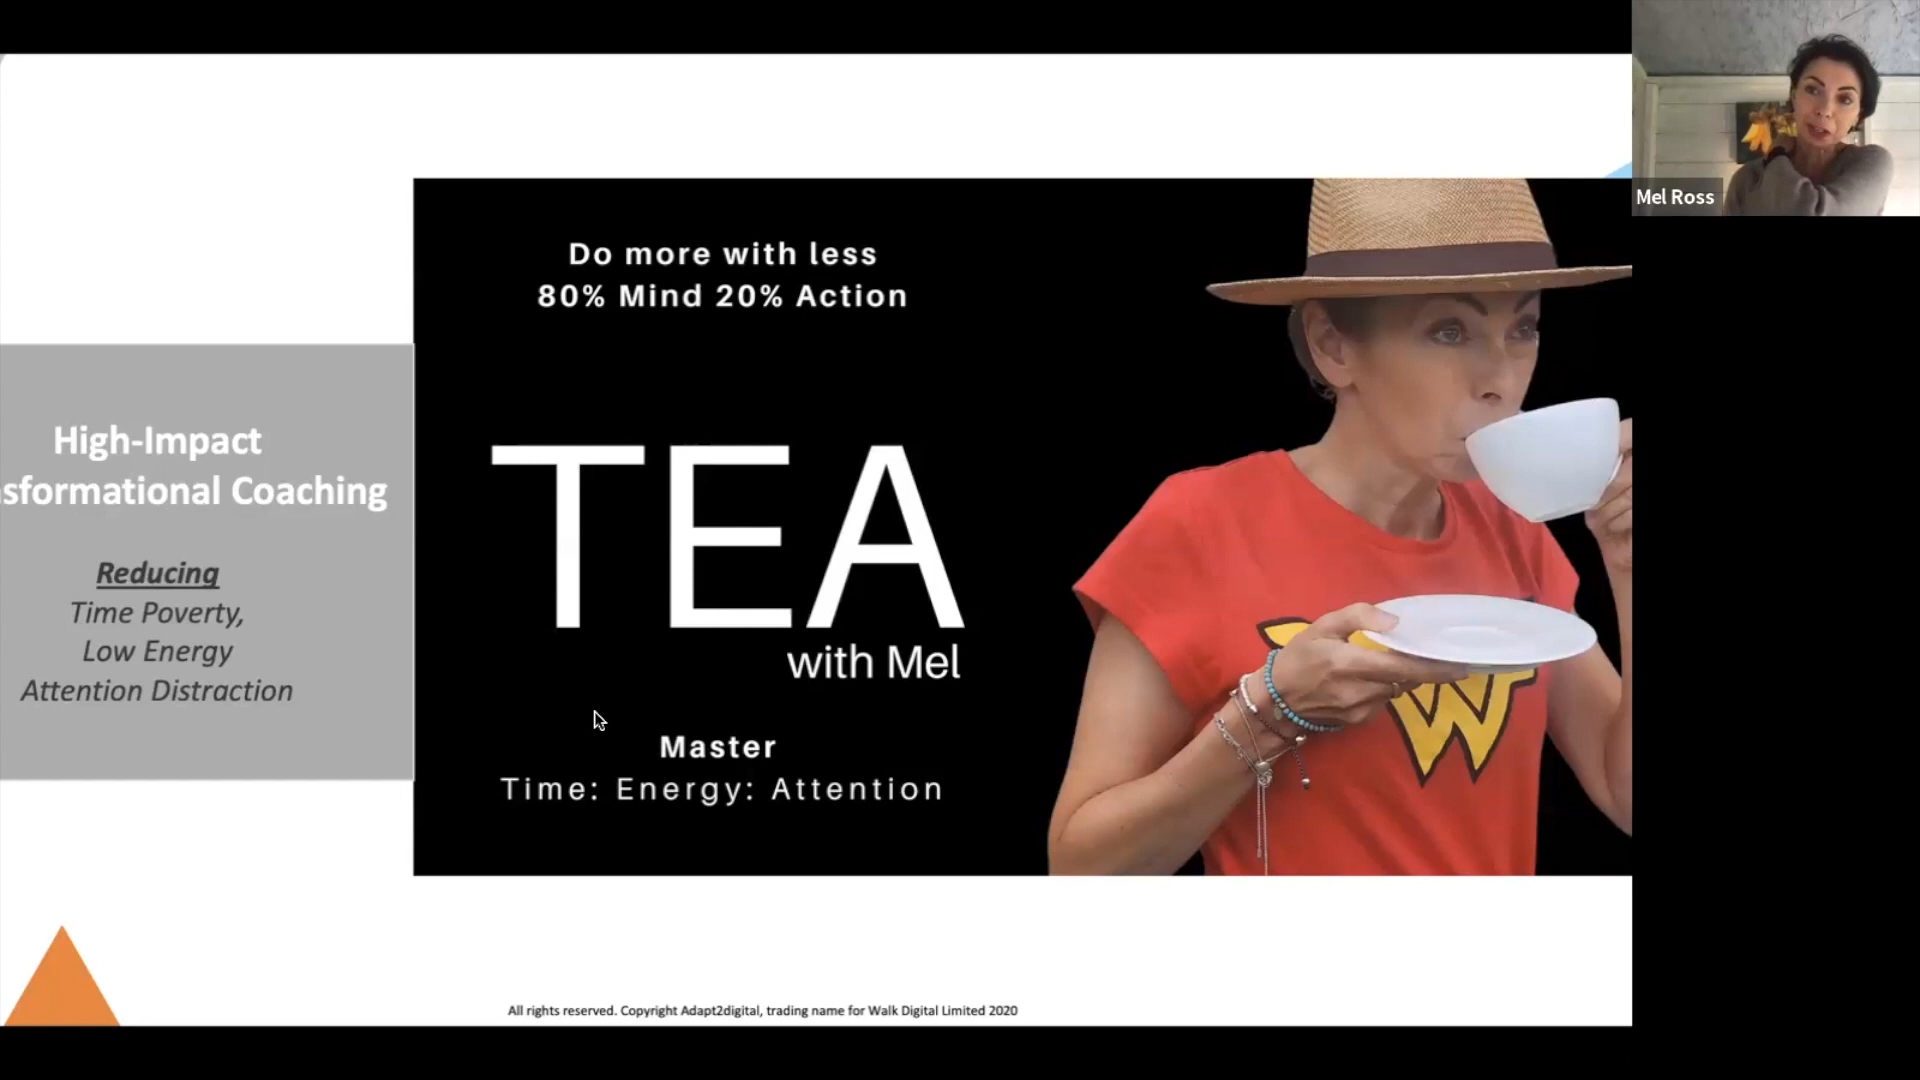 High-Impact
sformational Coaching
Reducing
Time Poverty,
Low Energy
Attention Distraction
Do more with less
80% Mind 20% Action
TEA
with Mel
Master
Time: Energy: Attention
W
Mel Ross
All rights reserved. Copyright Adapt2digital, trading name for Walk Digital Limited 2020